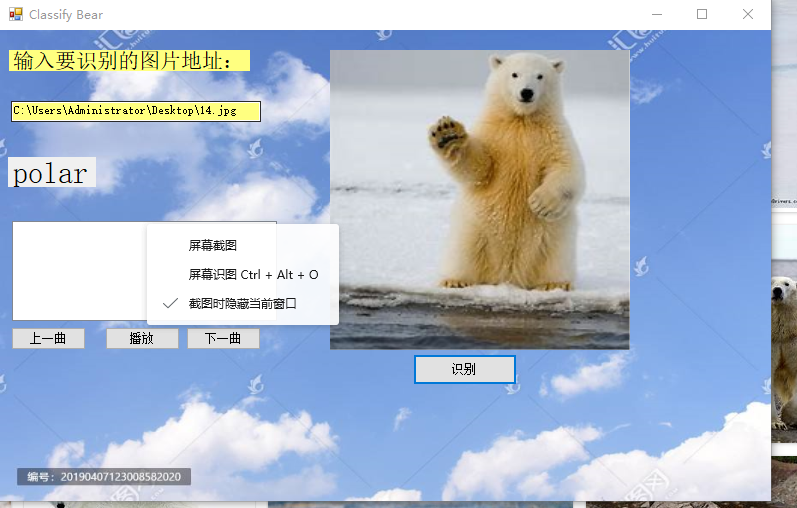 Classify Bear
输入要识别的图片地址:
C:\Users\Administrator\Desktop\14.jpg
polar
屏幕截图
屏幕识图 Ctrl + Alt + O
截图时隐藏当前窗口
上一曲
播放
下一曲
识别
编号: 20190407123008582020